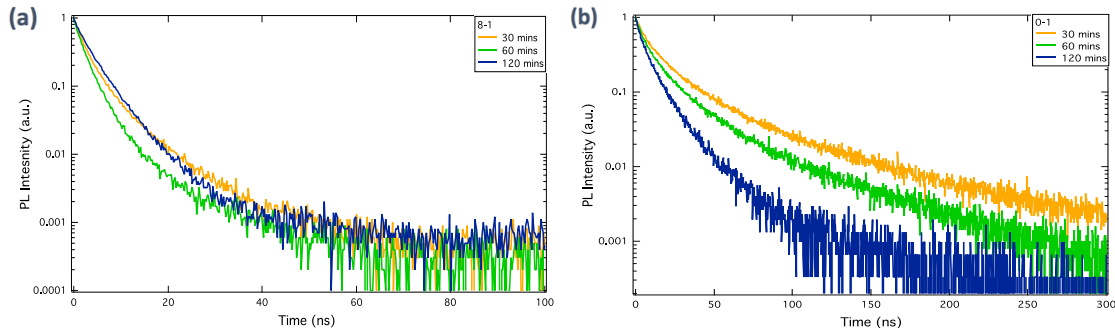 (a)
PL Intesnity (a.u.)
1
0.1
0.01
0.001
0.0001
8-1
30 mins
60 mins
120 mins
0
20
40
60
80
100
Time (ns)
(b)
PL Intensity (a.u.)
1
0.1
0.01
0.001
0-1
30 mins
60 mins
120 mins
0
50
100
150
200
250
300
Time (ns)